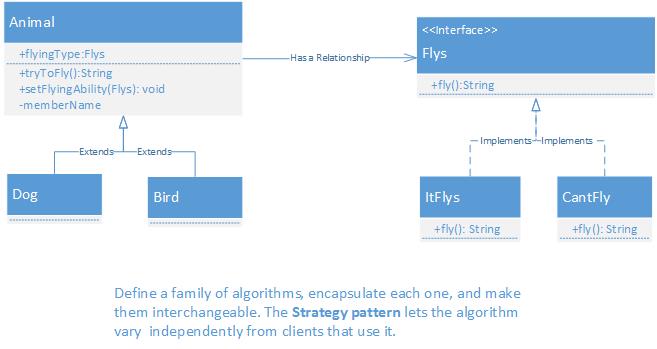 Animal
+flyingType:Flys
+tryToFly():String
+setFlyingAbility(Flys): void
-memberName
Has a Relationship
<<Interface>>
Flys
+fly():String
Extends
Extends
Implements
Implements
Dog
Bird
ItFlys
+fly(): String
CantFly
+fly(): String
Define a family of algorithms, encapsulate each one, and make
them interchangeable. The Strategy pattern lets the algorithm
vary independently from clients that use it.